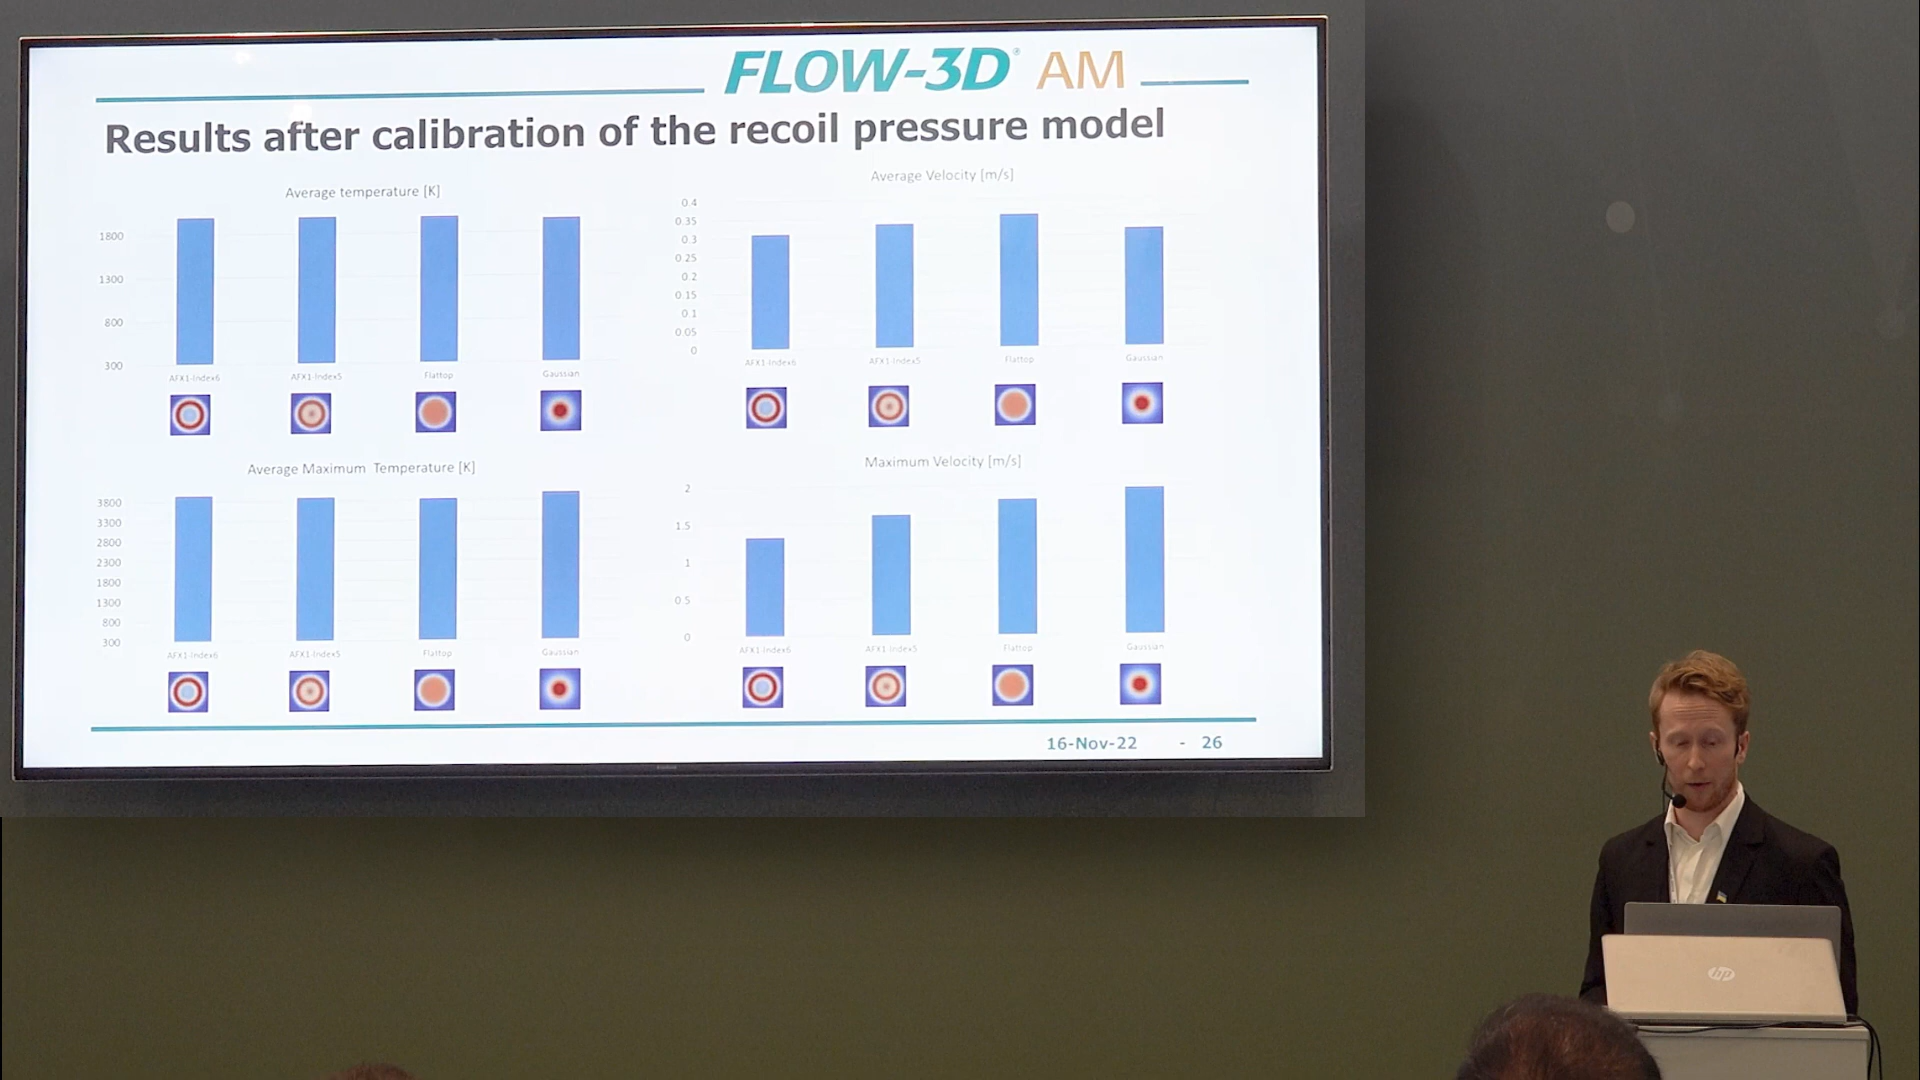 FLOW-3D® AM
Results after calibration of the recoil pressure model
Average temperature [K]
1800
1300
800
300
AFX1-Index6 AFX1-Index5 Flattop Gaussian
Average Velocity [m/s]
0.4
0.35
0.3
0.25
0.2
0.15
0.1
0.05
0
AFX1-Index6 AFX1-Index5 Flattop Gaussian
Average Maximum Temperature [K]
3800
3300
2800
2300
1800
1300
800
300
AFX1-Index6 AFX1-Index5 Flattop Gaussian
Maximum Velocity [m/s]
2
1.5
1
0.5
0
AFX1-Index6 AFX1-Index5 Flattop Gaussian
16-Nov-22 - 26
hp